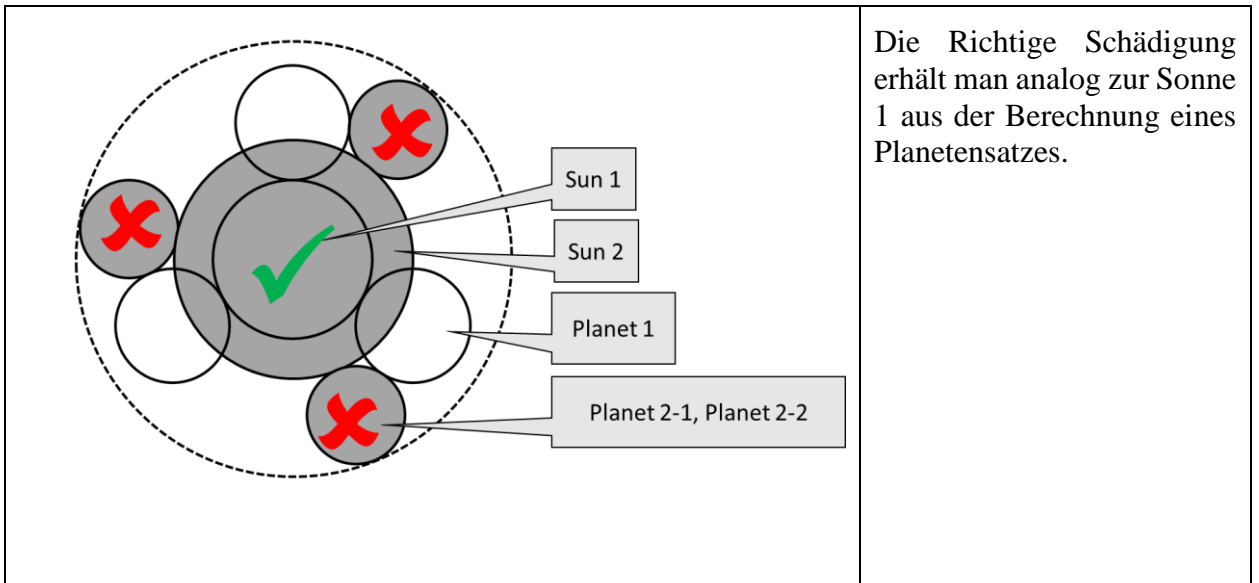 Sun 1
Sun 2
Planet 1
Planet 2-1, Planet 2-2
Die Richtige Schädigung
erhält man analog zur Sonne
1 aus der Berechnung eines
Planetensatzes.